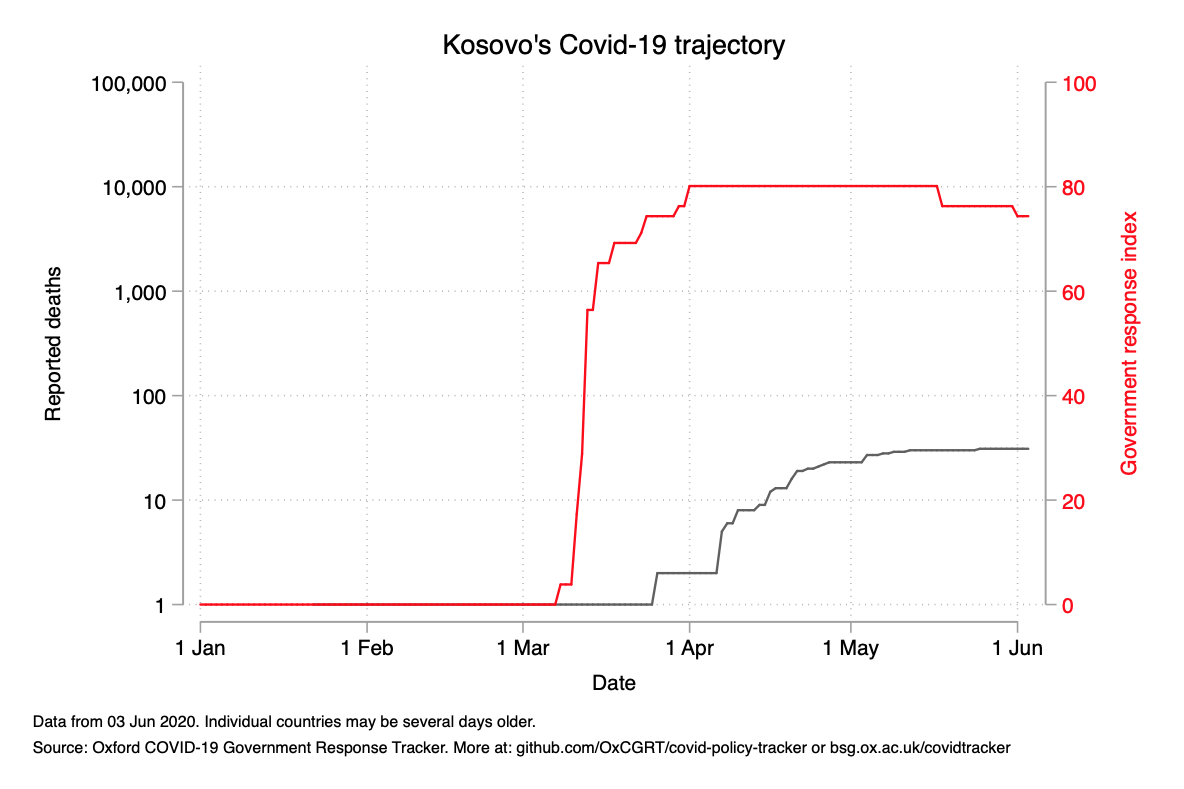 Kosovo's Covid-19 trajectory
100,000
10,000
1,000
100
10
1
Reported deaths
100
80
60
40
20
0
Government response index
1 Jan
1 Feb
1 Mar
1 Apr
1 May
1 Jun
Date
Data from 03 Jun 2020. Individual countries may be several days older.
Source: Oxford COVID-19 Government Response Tracker. More at: github.com/OxCGRT/covid-policy-tracker or bsg.ox.ac.uk/covidtracker